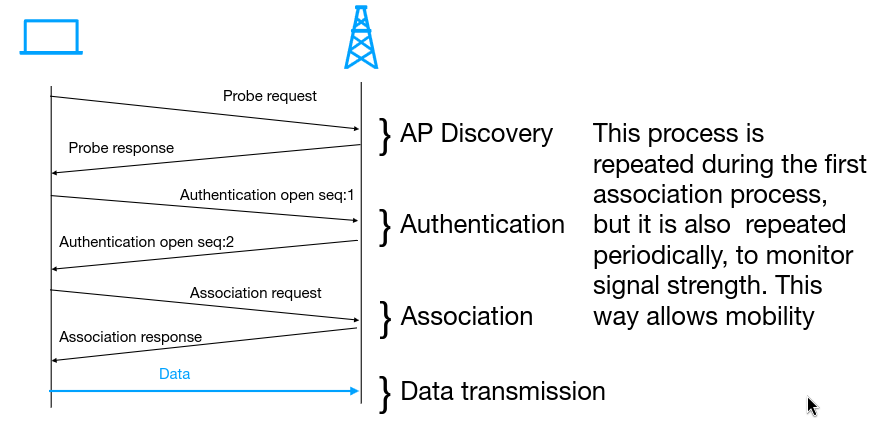 Probe request
} AP Discovery
Probe response
Authentication open seq:1
} Authentication
Authentication open seq:2
Association request
} Association
Association response
Data
} Data transmission
This process is
repeated during the first
association process,
but it is also  repeated
periodically, to monitor
signal strength. This
way allows mobility